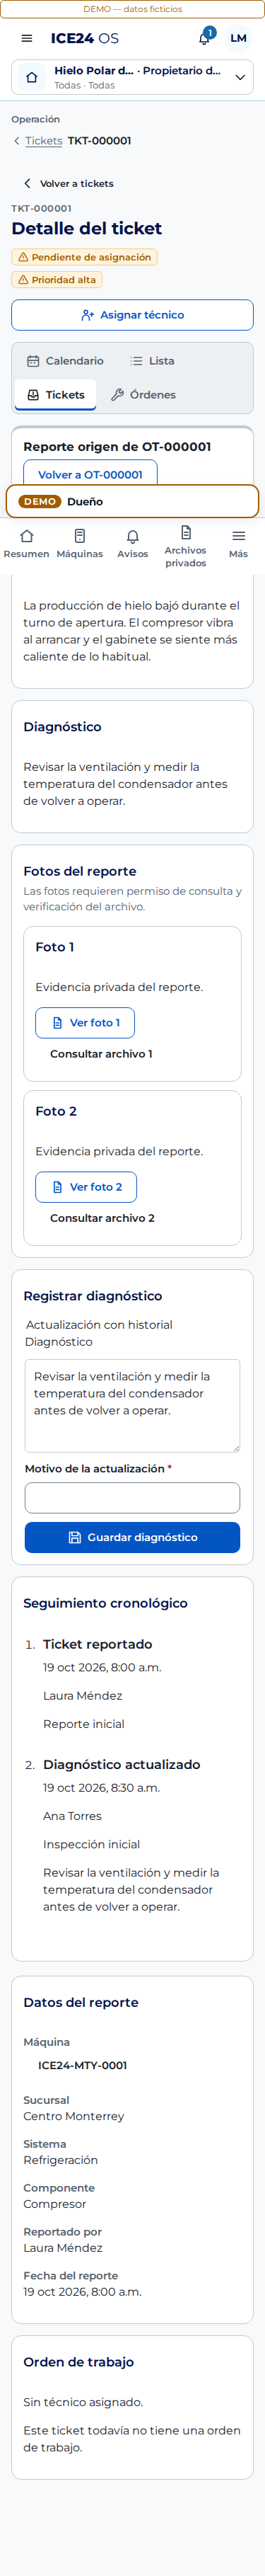 DEMO — datos ficticios
ICE24 OS
1
LM
Hielo Polar d... · Propietario d...
Todas · Todas
Operación
Tickets TKT-000001
Volver a tickets
TKT-000001
Detalle del ticket
Pendiente de asignación
Prioridad alta
Asignar técnico
Calendario
Lista
Tickets
Órdenes
Reporte origen de OT-000001
Volver a OT-000001
DEMO Dueño
Resumen
Máquinas
Avisos
Archivos
privados
Más
La producción de hielo bajó durante el
turno de apertura. El compresor vibra
al arrancar y el gabinete se siente más
caliente de lo habitual.
Diagnóstico
Revisar la ventilación y medir la
temperatura del condensador antes
de volver a operar.
Fotos del reporte
Las fotos requieren permiso de consulta y
verificación del archivo.
Foto 1
Evidencia privada del reporte.
Ver foto 1
Consultar archivo 1
Foto 2
Evidencia privada del reporte.
Ver foto 2
Consultar archivo 2
Registrar diagnóstico
Actualización con historial
Diagnóstico
Revisar la ventilación y medir la
temperatura del condensador
antes de volver a operar.
Motivo de la actualización *
Guardar diagnóstico
Seguimiento cronológico
1. Ticket reportado
19 oct 2026, 8:00 a.m.
Laura Méndez
Reporte inicial
2. Diagnóstico actualizado
19 oct 2026, 8:30 a.m.
Ana Torres
Inspección inicial
Revisar la ventilación y medir la
temperatura del condensador
antes de volver a operar.
Datos del reporte
Máquina
ICE24-MTY-0001
Sucursal
Centro Monterrey
Sistema
Refrigeración
Componente
Compresor
Reportado por
Laura Méndez
Fecha del reporte
19 oct 2026, 8:00 a.m.
Orden de trabajo
Sin técnico asignado.
Este ticket todavía no tiene una orden
de trabajo.